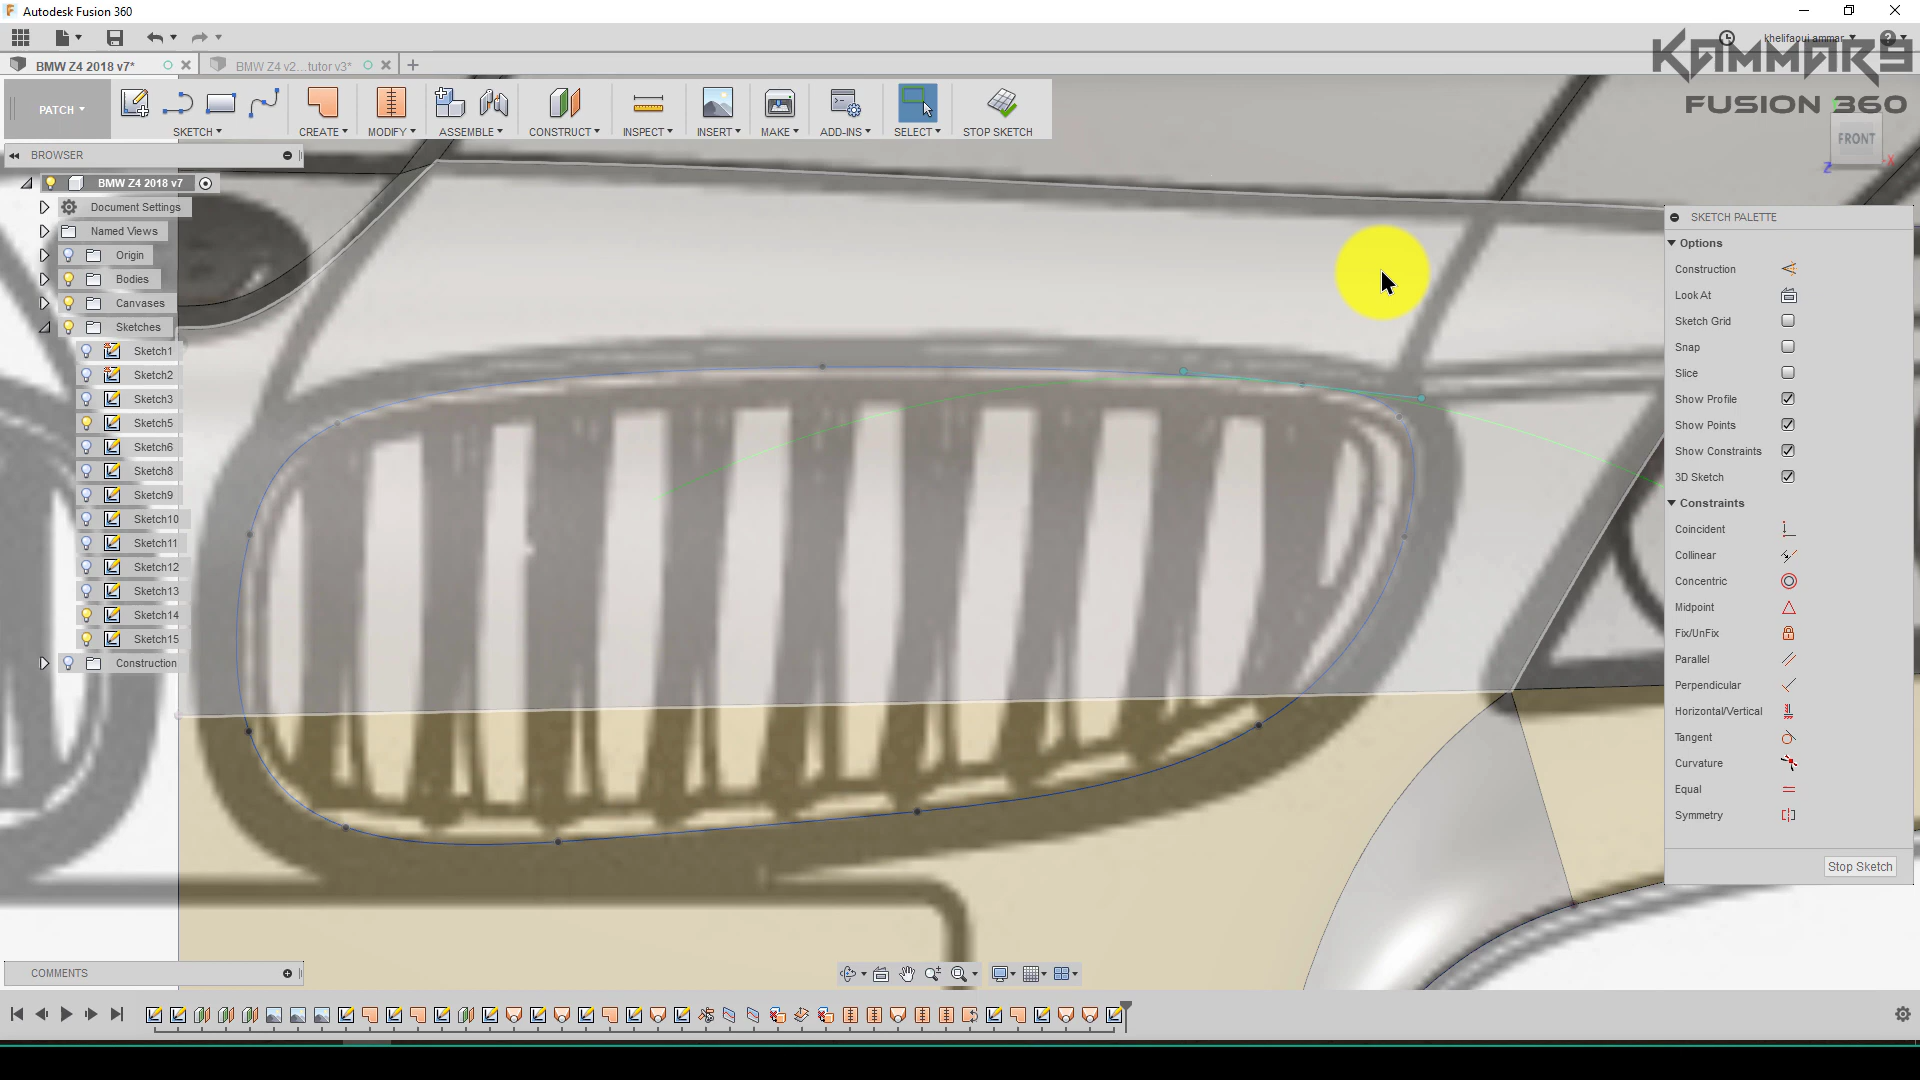 Autodesk Fusion 360
khelifaoui ammar
KAMMAR9
FUSION 360
BMW Z4 2018 v7*
BMW Z4 v2...tutor v3*
PATCH
SKETCH
CREATE
MODIFY
ASSEMBLE
CONSTRUCT
INSPECT
INSERT
MAKE
ADD-INS
SELECT
STOP SKETCH
FRONT
Z
X
BROWSER
BMW Z4 2018 v7
Document Settings
Named Views
Origin
Bodies
Canvases
Sketches
Sketch1
Sketch2
Sketch3
Sketch5
Sketch6
Sketch8
Sketch9
Sketch10
Sketch11
Sketch12
Sketch13
Sketch14
Sketch15
Construction
SKETCH PALETTE
Options
Construction
Look At
Sketch Grid
Snap
Slice
Show Profile
Show Points
Show Constraints
3D Sketch
Constraints
Coincident
Collinear
Concentric
Midpoint
Fix/UnFix
Parallel
Perpendicular
Horizontal/Vertical
Tangent
Curvature
Equal
Symmetry
Stop Sketch
COMMENTS